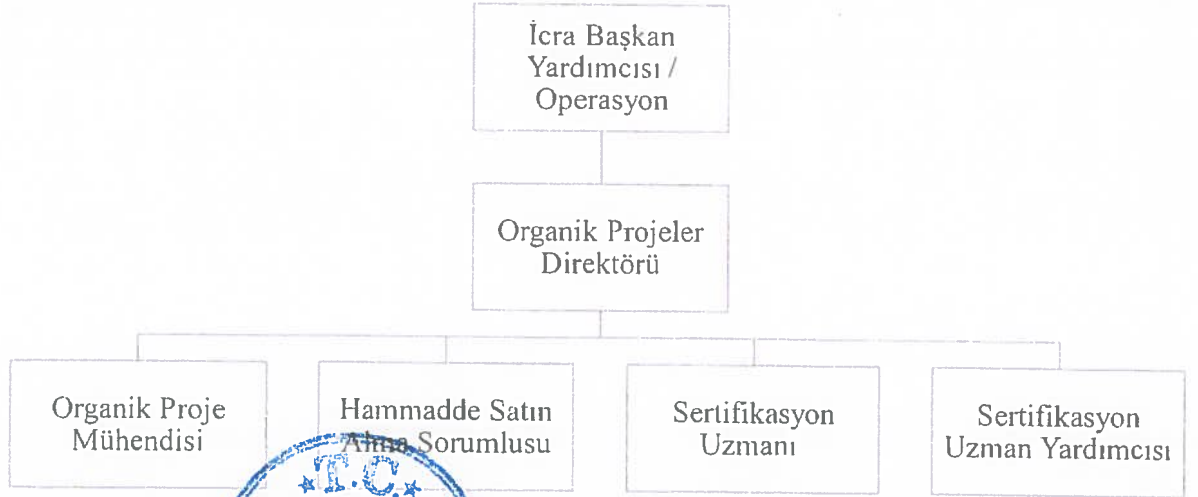 İcra Başkan
Yardımcısı /
Operasyon
Organik Projeler
Direktörü
Organik Proje
Mühendisi
Hammadde Satın
Alma Sorumlusu
Sertifikasyon
Uzmanı
Sertifikasyon
Uzman Yardımcısı
T.C.